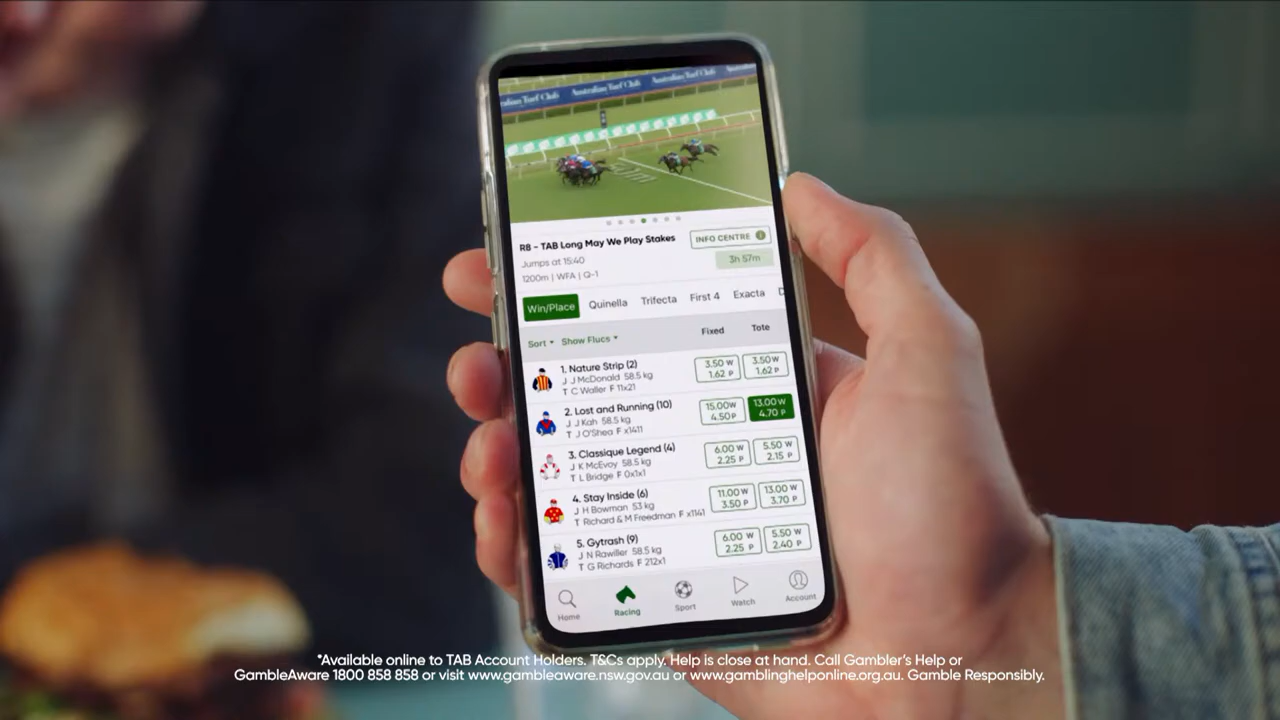 Australian Turf Club Australian Turf Club
R8 - TAB Long May We Play Stakes
INFO CENTRE i
Jumps at 15:40
3h 57m
1200m | WFA | Q-1
Win/Place Quinella Trifecta First 4 Exacta
Sort Show Flucs Fixed Tote
1. Nature Strip (2)
J J McDonald 58.5 kg
T C Waller F 11x21
3.50 W 3.50 W
1.62 P 1.62 P
2. Lost and Running (10)
J J Kah 58.5 kg
T J O'Shea F x1411
15.00W 13.00 W
4.50P 4.70 P
3. Classique Legend (4)
J K McEvoy 58.5 kg
T L Bridge F 0x1x1
6.00 W 5.50 W
2.25 P 2.15 P
4. Stay Inside (6)
J H Bowman 53 kg
T Richard & M Freedman F x1141
11.00 W 13.00 W
3.50 P 3.70 P
5. Gytrash (9)
J N Rawiller 58.5 kg
T G Richards F 212x1
6.00 W 5.50 W
2.25 P 2.40 P
Home Racing Sport Watch Account
*Available online to TAB Account Holders. T&Cs apply. Help is close at hand. Call Gambler's Help or
GambleAware 1800 858 858 or visit www.gambleaware.nsw.gov.au or www.gamblinghelponline.org.au. Gamble Responsibly.